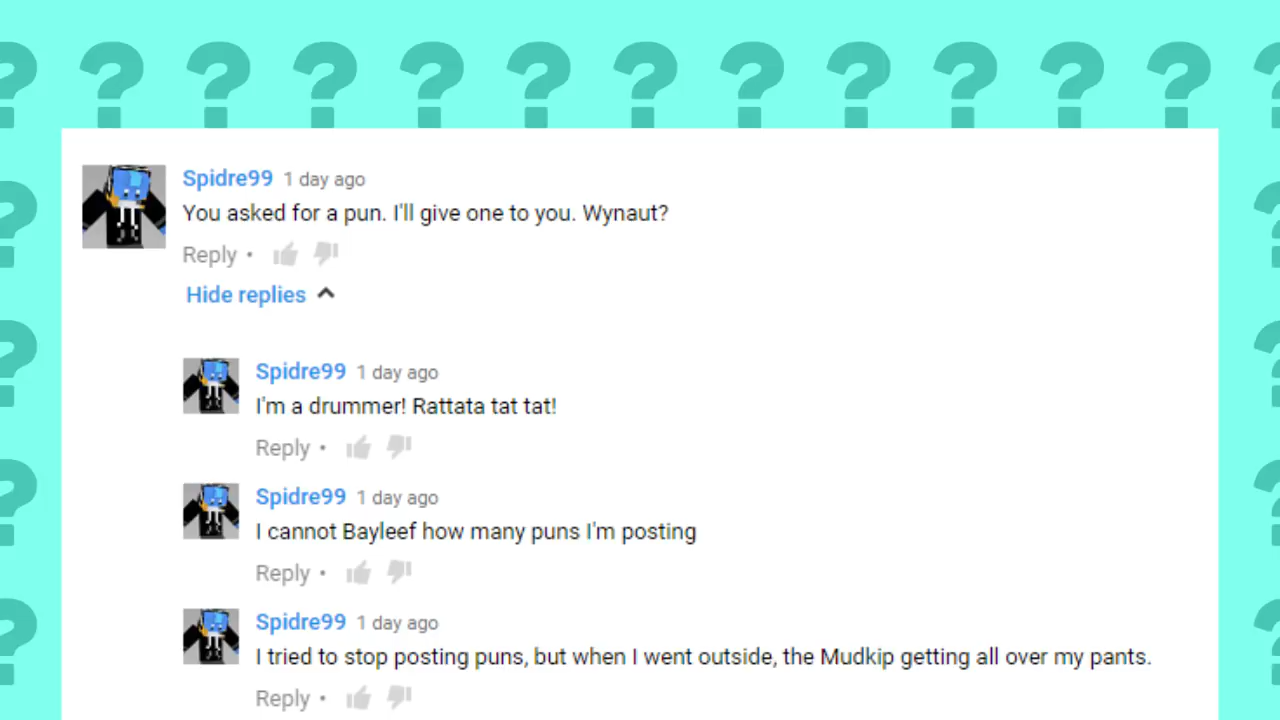 Spidre99 1 day ago
You asked for a pun. I'll give one to you. Wynaut?
Reply •
Hide replies
Spidre99 1 day ago
I'm a drummer! Rattata tat tat!
Reply •
Spidre99 1 day ago
I cannot Bayleef how many puns I'm posting
Reply •
Spidre99 1 day ago
I tried to stop posting puns, but when I went outside, the Mudkip getting all over my pants.
Reply •